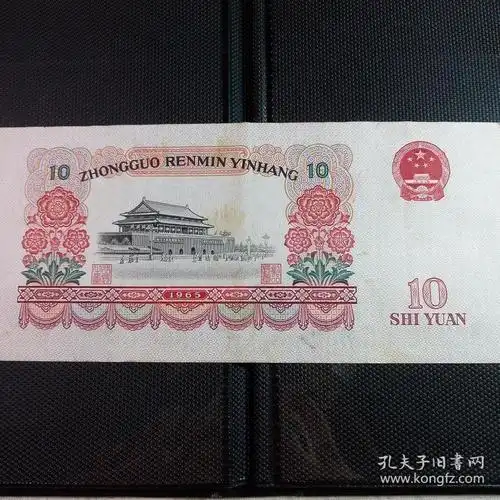 10 ZHONGGUO RENMIN YINHANG 10
1965
10
SHI YUAN
孔夫子旧书网
www.kongfz.com